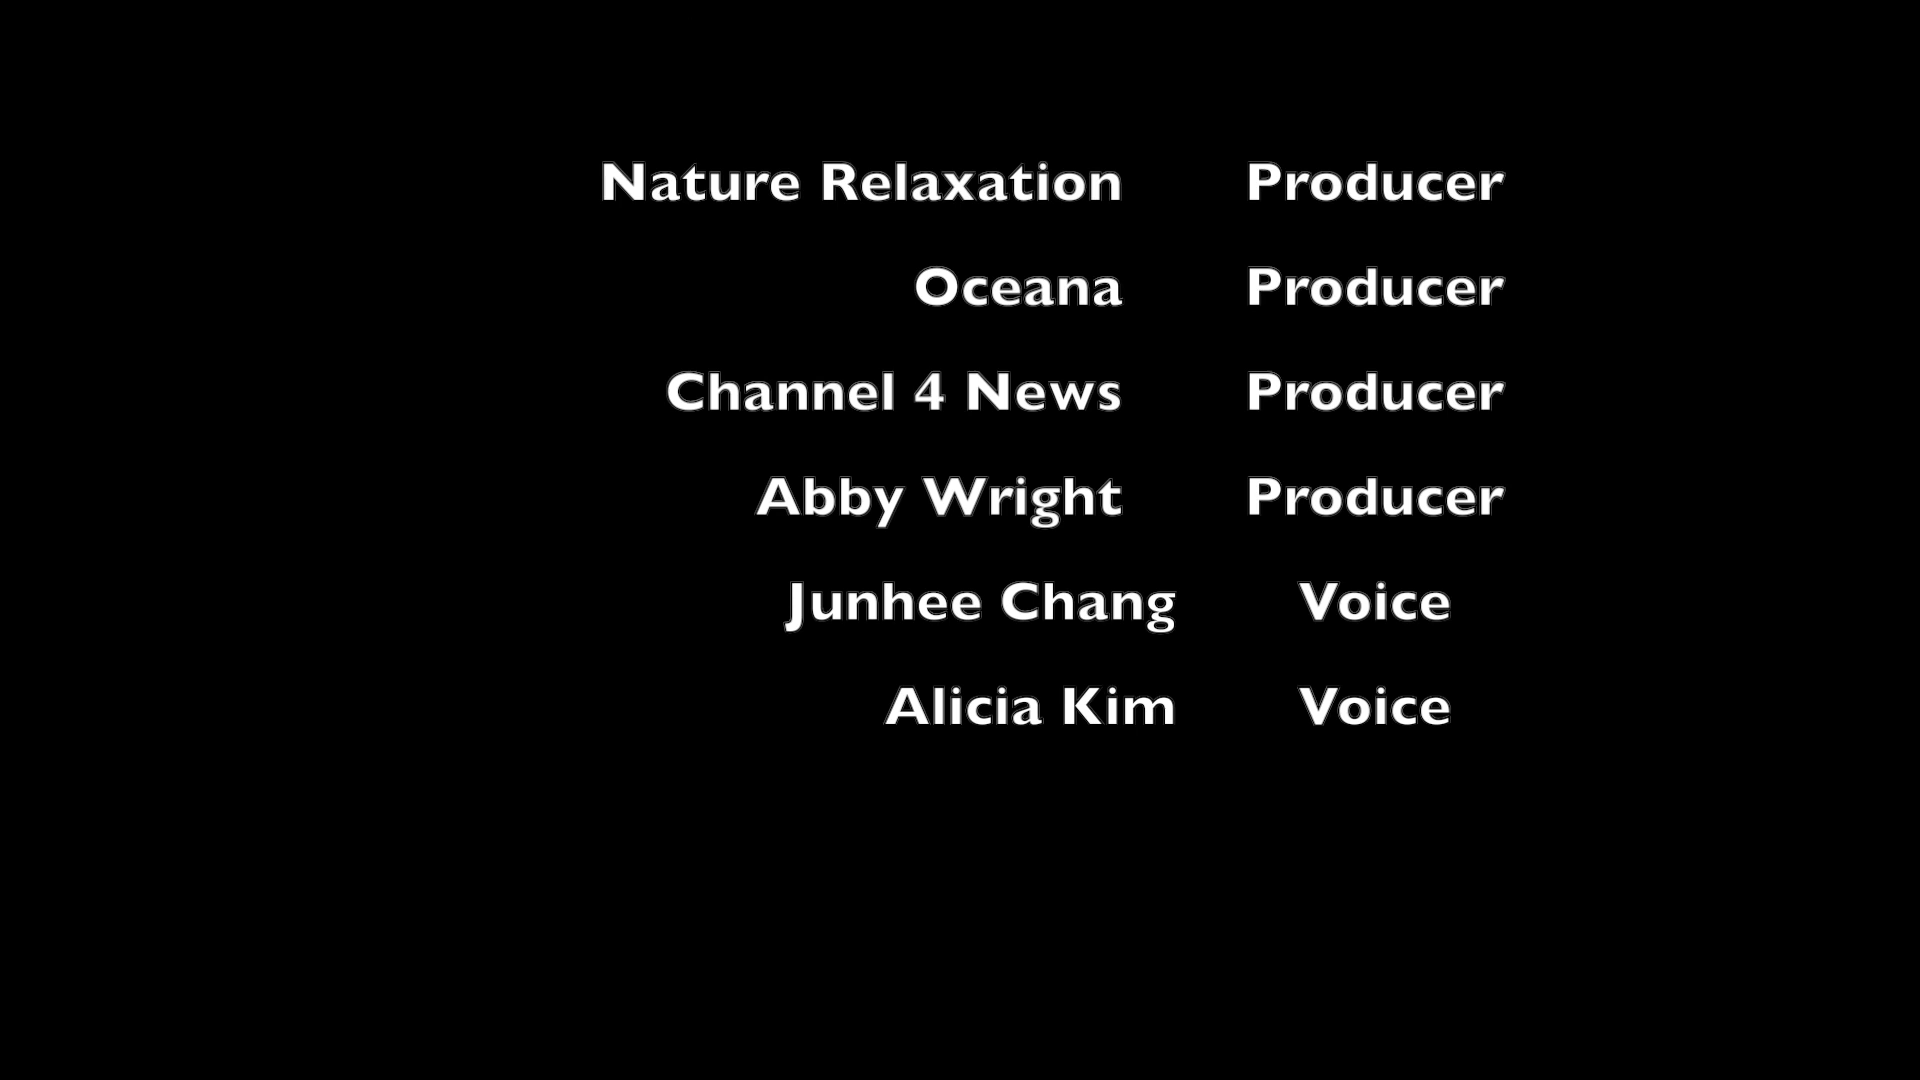 Nature Relaxation Producer
Oceana Producer
Channel 4 News Producer
Abby Wright Producer
Junhee Chang Voice
Alicia Kim Voice